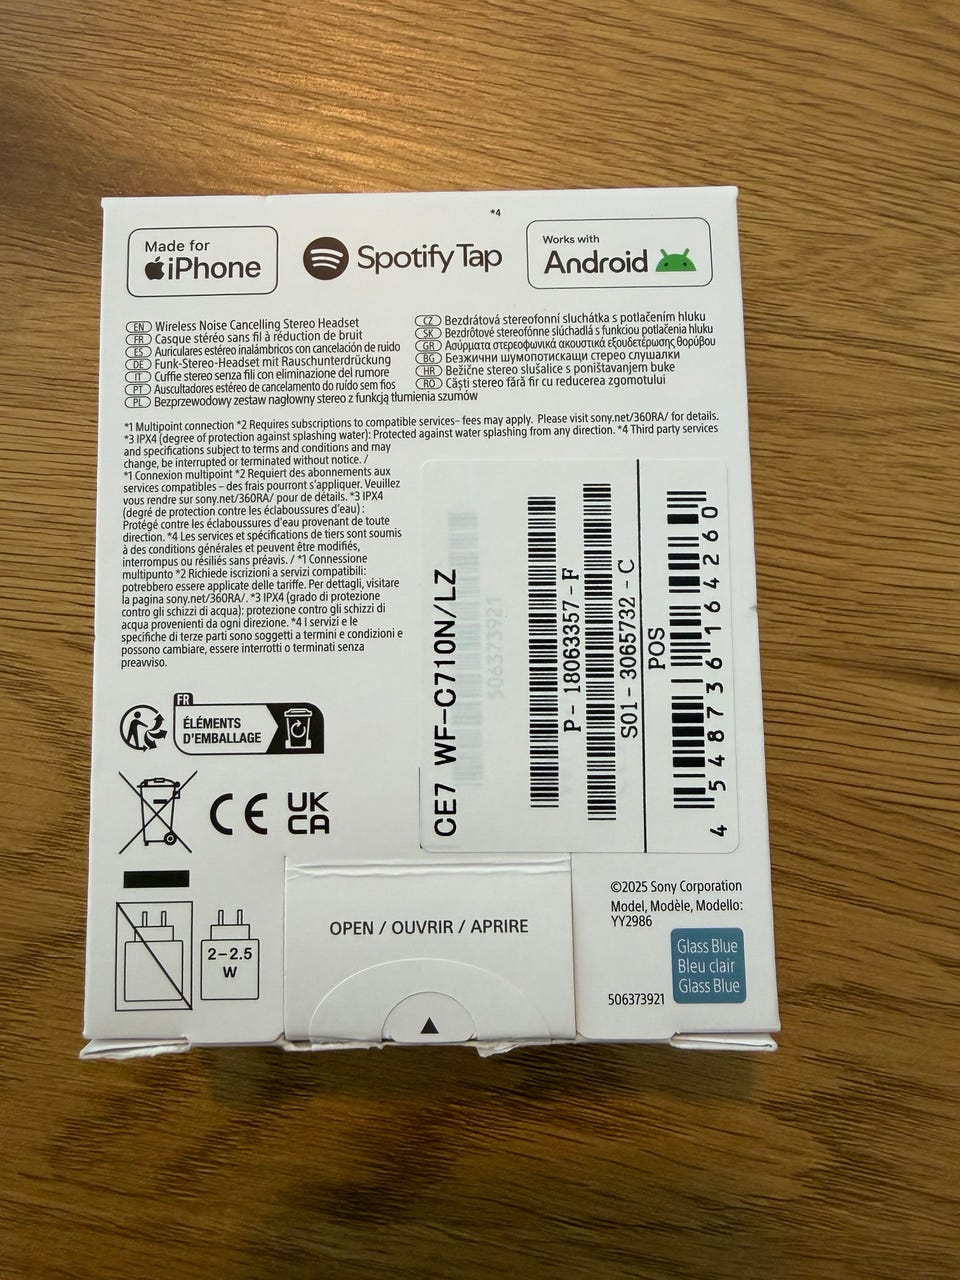 *4
Made for
iPhone
Spotify Tap
Works with
Android
EN Wireless Noise Cancelling Stereo Headset
FR Casque stéréo sans fil à réduction de bruit
ES Auriculares estéreo inalámbricos con cancelación de ruido
DE Funk-Stereo-Headset mit Rauschunterdrückung
IT Cuffie stereo senza fili con eliminazione del rumore
PT Auscultadores estéreo de cancelamento do ruído sem fios
PL Bezprzewodowy zestaw nagłowny stereo z funkcją tłumienia szumów
CZ Bezdrátová stereofonní sluchátka s potlačením hluku
SK Bezdrôtové stereofónne slúchadlá s funkciou potlačenia hluku
GR Ασύρματα στερεοφωνικά ακουστικά εξουδετέρωσης θορύβου
BG Безжични шумопотискащи стерео слушалки
HR Bežične stereo slušalice s poništavanjem buke
RO Căști stereo fără fir cu reducerea zgomotului
*1 Multipoint connection *2 Requires subscriptions to compatible services– fees may apply. Please visit sony.net/360RA/ for details.
*3 IPX4 (degree of protection against splashing water): Protected against water splashing from any direction. *4 Third party services
and specifications subject to terms and conditions and may
change, be interrupted or terminated without notice. /
*1 Connexion multipoint *2 Requiert des abonnements aux
services compatibles – des frais pourront s'appliquer. Veuillez
vous rendre sur sony.net/360RA/ pour de détails. *3 IPX4
(degré de protection contre les éclaboussures d'eau) :
Protégé contre les éclaboussures d'eau provenant de toute
direction. *4 Les services et spécifications de tiers sont soumis
à des conditions générales et peuvent être modifiés,
interrompus ou résiliés sans préavis. / *1 Connessione
multipunto *2 Richiede iscrizioni a servizi compatibili:
potrebbero essere applicate delle tariffe. Per dettagli, visitare
la pagina sony.net/360RA/. *3 IPX4 (grado di protezione
contro gli schizzi di acqua): protezione contro gli schizzi di
acqua provenienti da ogni direzione. *4 I servizi e le
specifiche di terze parti sono soggetti a termini e condizioni e
possono cambiare, essere interrotti o terminati senza
preavviso.
CE7 WF-C710N/LZ
506373921
P - 18063357 - F
S01 - 3065732 - C
POS
4 548736 164260
FR
ÉLÉMENTS
D'EMBALLAGE
CE
UK
CA
2–2.5
W
OPEN / OUVRIR / APRIRE
©2025 Sony Corporation
Model, Modèle, Modello:
YY2986
Glass Blue
Bleu clair
Glass Blue
506373921